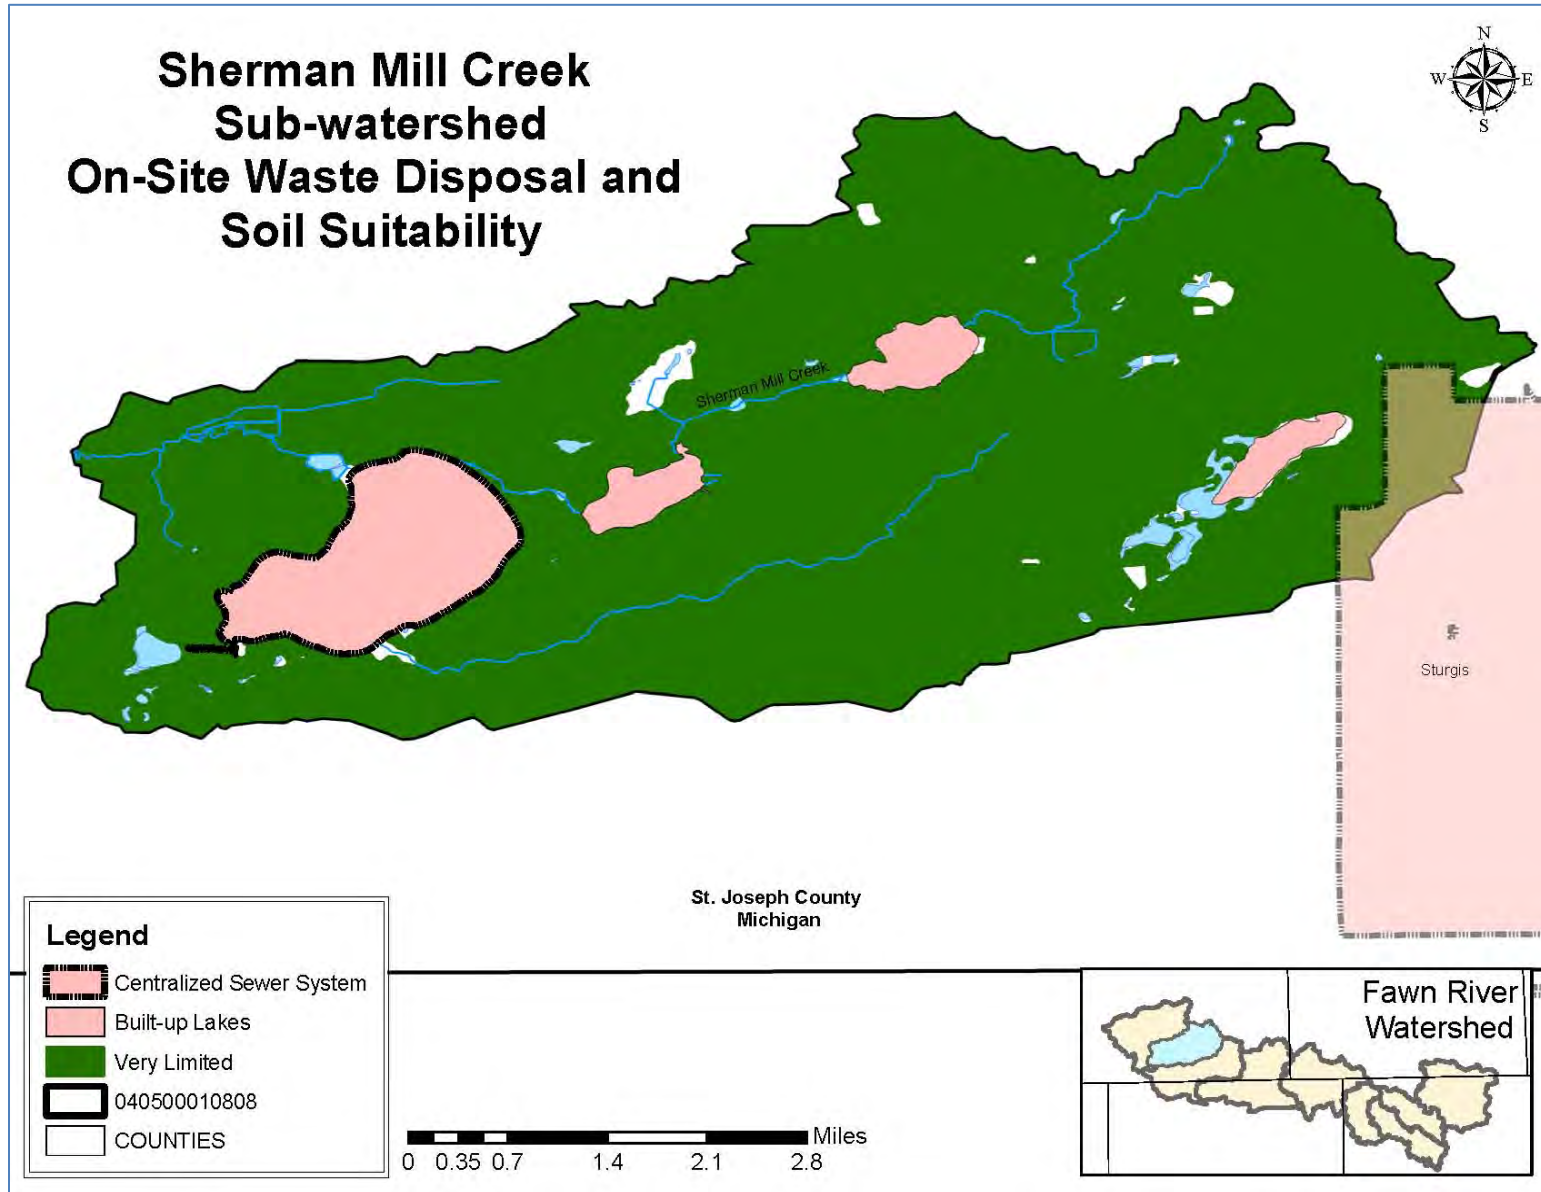 Sherman Mill Creek
Sub-watershed
On-Site Waste Disposal and
Soil Suitability
N
W
E
S
Sherman Mill Creek
Sturgis
St. Joseph County
Michigan
Legend
Centralized Sewer System
Built-up Lakes
Very Limited
040500010808
COUNTIES
Miles
0 0.35 0.7 1.4 2.1 2.8
Fawn River
Watershed